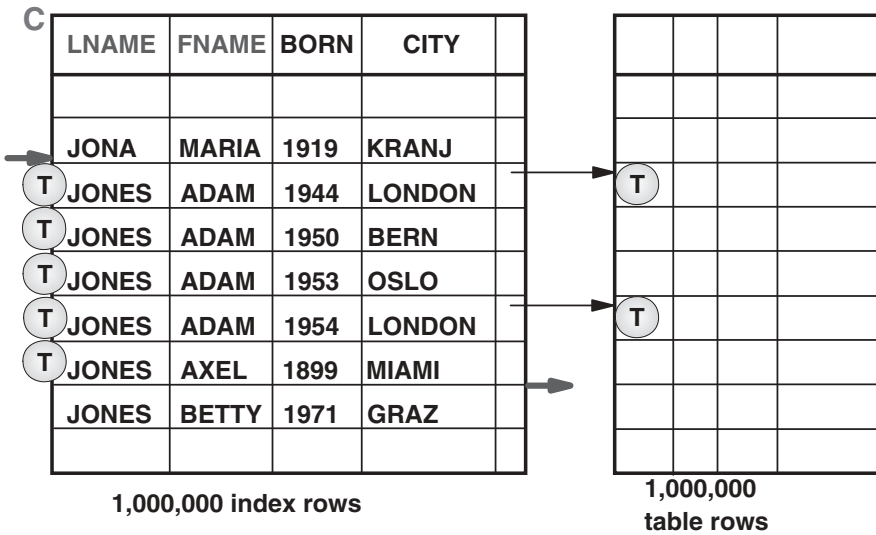 C
LNAME FNAME BORN CITY
JONA MARIA 1919 KRANJ
T JONES ADAM 1944 LONDON T
T JONES ADAM 1950 BERN
T JONES ADAM 1953 OSLO
T JONES ADAM 1954 LONDON T
T JONES AXEL 1899 MIAMI
JONES BETTY 1971 GRAZ
1,000,000 index rows
1,000,000
table rows